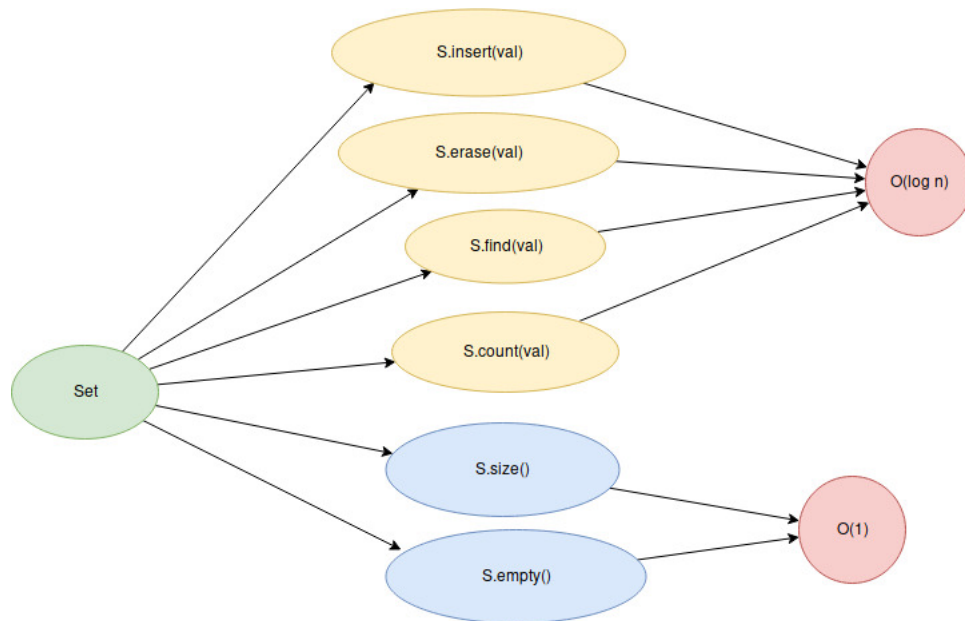 S.insert(val)
S.erase(val)
O(log n)
S.find(val)
S.count(val)
Set
S.size()
O(1)
S.empty()